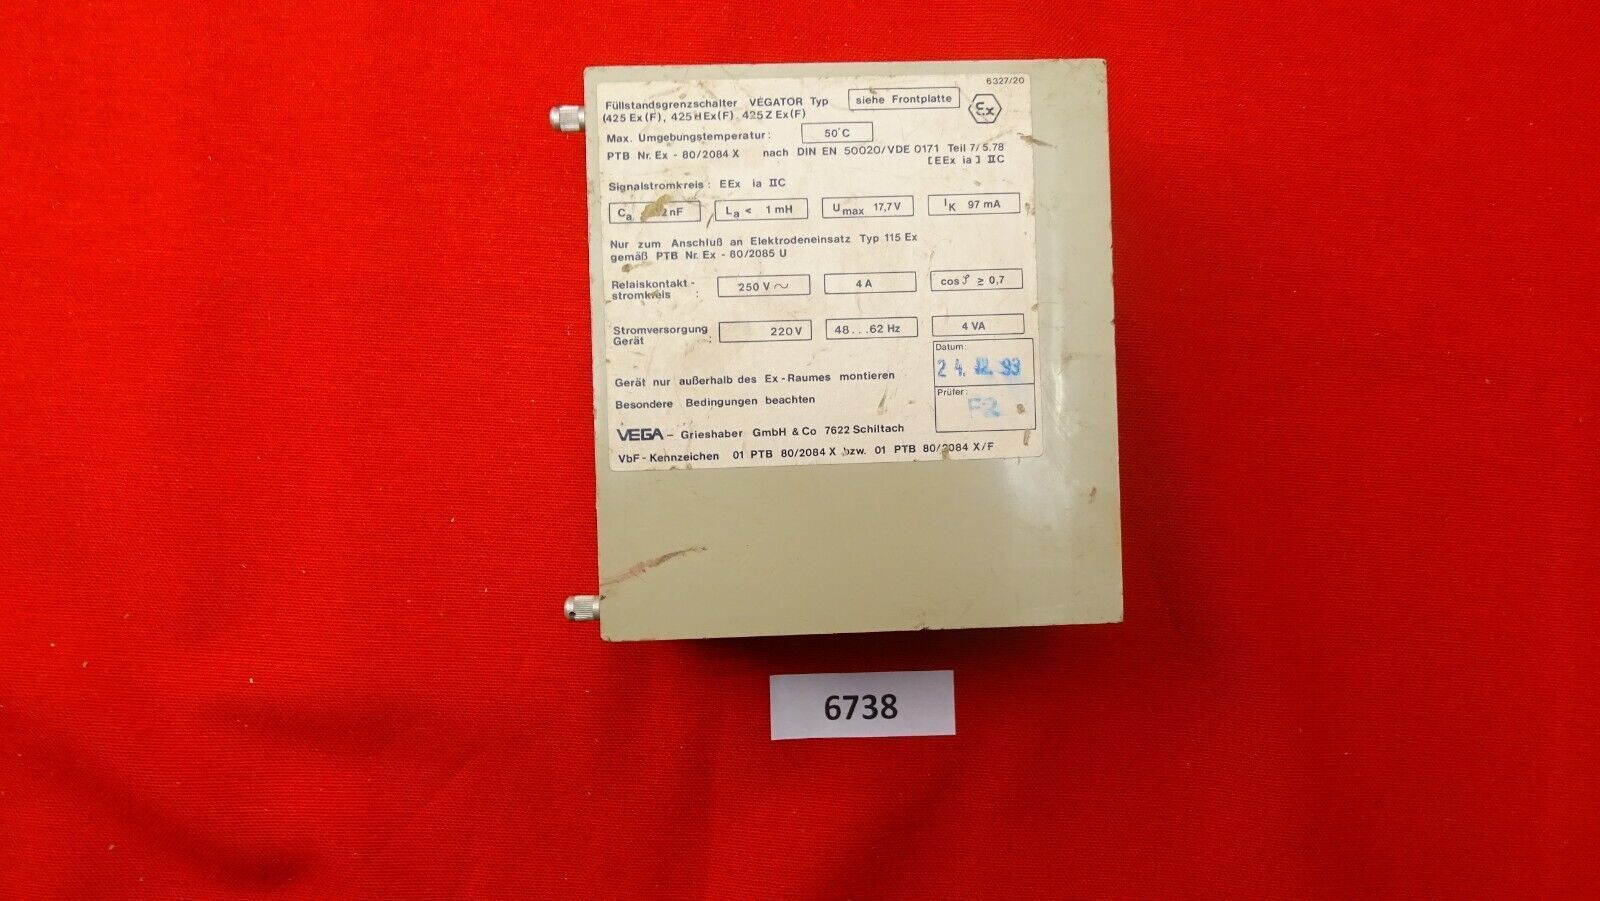 6327/20
Füllstandsgrenzschalter VEGATOR Typ siehe Frontplatte
(425 Ex (F), 425 H Ex (F) 425 Z Ex (F) Ex
Max. Umgebungstemperatur: 50°C
PTB Nr. Ex - 80/2084 X nach DIN EN 50020/VDE 0171 Teil 7/5.78
[EEx ia] IIC
Signalstromkreis: EEx ia IIC
Ca 2nF La < 1 mH Umax 17,7 V IK 97 mA
Nur zum Anschluß an Elektrodeneinsatz Typ 115 Ex
gemäß PTB Nr. Ex - 80/2085 U
Relaiskontakt- 250 V ~ 4 A cos φ ≥ 0,7
stromkreis :
Stromversorgung 220 V 48...62 Hz 4 VA
Gerät :
Datum:
24. 93
Gerät nur außerhalb des Ex-Raumes montieren
Prüfer:
Besondere Bedingungen beachten
VEGA - Grieshaber GmbH & Co 7622 Schiltach
VbF - Kennzeichen 01 PTB 80/2084 X bzw. 01 PTB 80/2084 X/F
6738